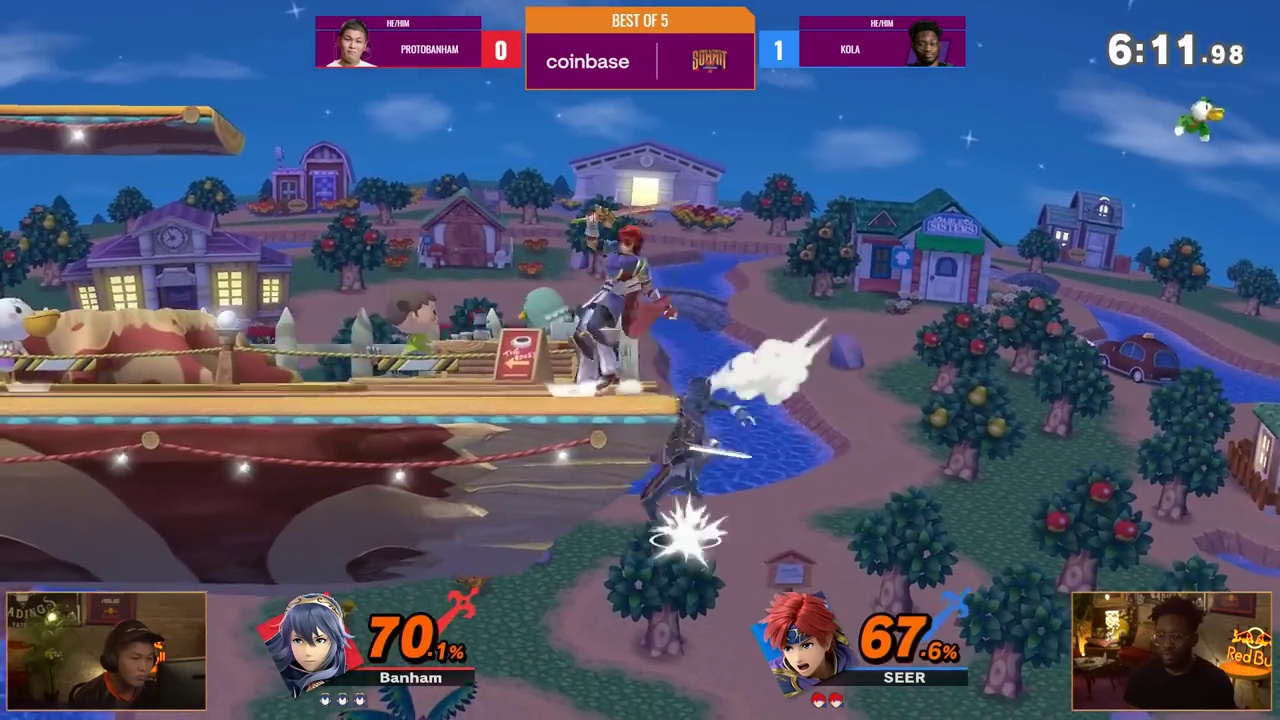 HE/HIM
PROTOBANHAM
0
BEST OF 5
coinbase
SUMMIT
1
HE/HIM
KOLA
6:11.98
ABLE SISTERS
70.1%
Banham
67.6%
SEER
Red Bu